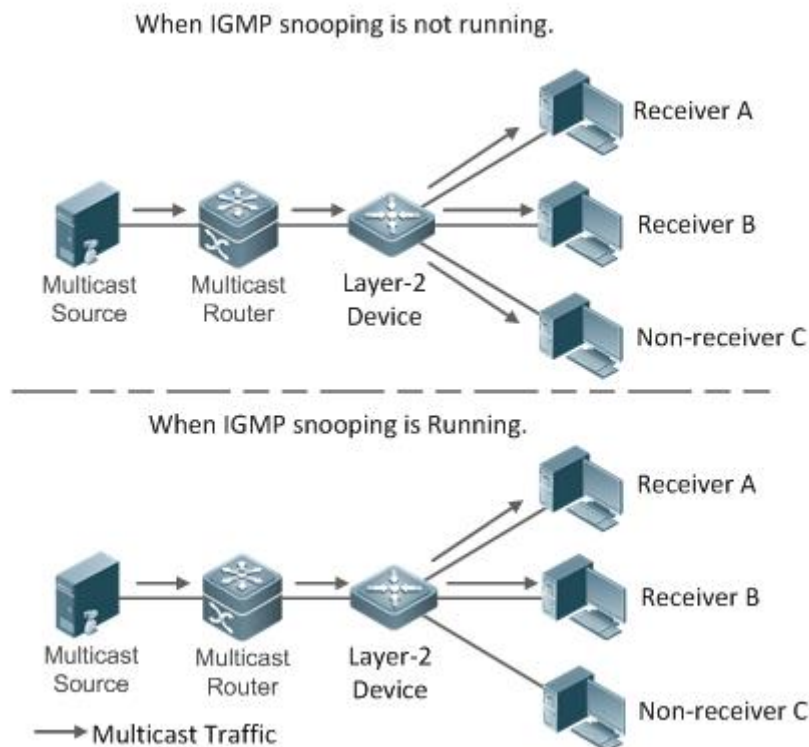 When IGMP snooping is not running.
Receiver A
Receiver B
Multicast
Source
Multicast
Router
Layer-2
Device
Non-receiver C
When IGMP snooping is Running.
Receiver A
Receiver B
Multicast
Source
Multicast
Router
Layer-2
Device
Non-receiver C
Multicast Traffic